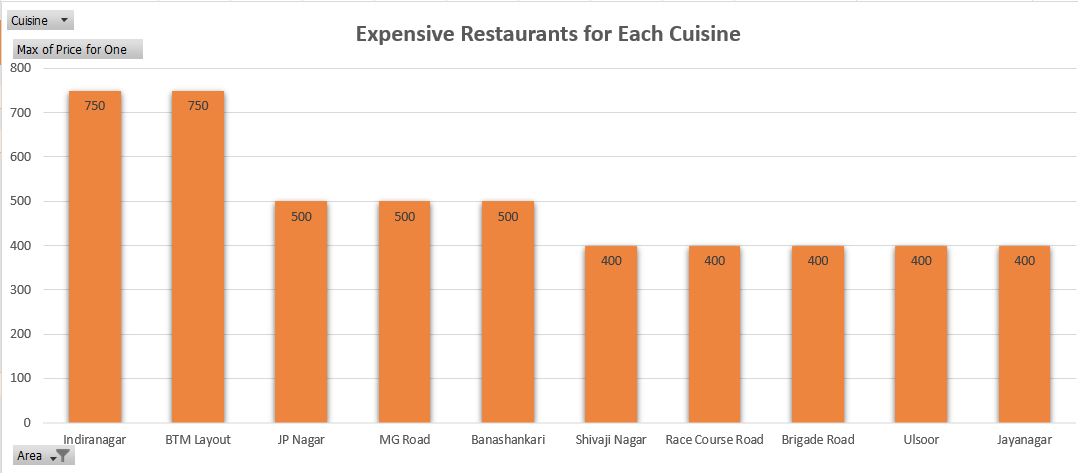 Cuisine
Expensive Restaurants for Each Cuisine
Max of Price for One
800
700
600
500
400
300
200
100
0
750 750 500 500 500 400 400 400 400 400
Indiranagar BTM Layout JP Nagar MG Road Banashankari Shivaji Nagar Race Course Road Brigade Road Ulsoor Jayanagar
Area